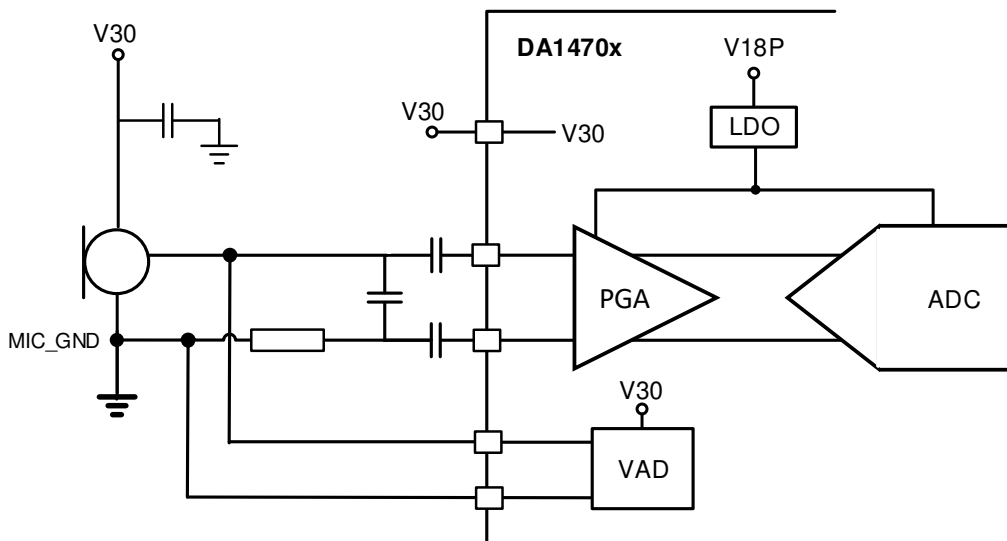 V30
DA1470x
V18P
V30
V30
LDO
PGA
ADC
MIC_GND
V30
VAD